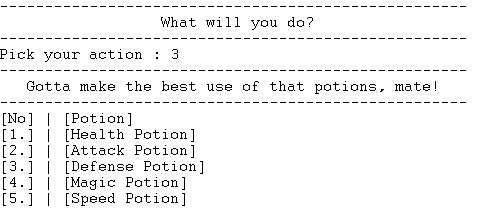 What will you do?
Pick your action : 3
Gotta make the best use of that potions, mate!
[No] | [Potion]
[1.] | [Health Potion]
[2.] | [Attack Potion]
[3.] | [Defense Potion]
[4.] | [Magic Potion]
[5.] | [Speed Potion]